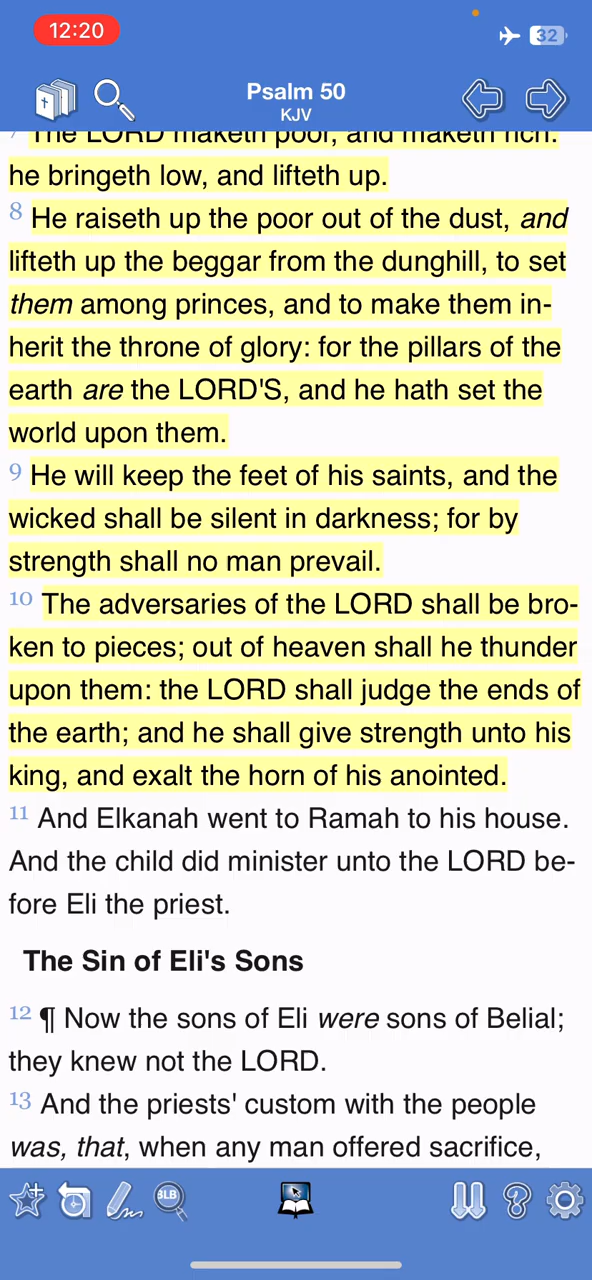 12:20
32
Psalm 50
KJV
7 The LORD maketh poor, and maketh rich:
he bringeth low, and lifteth up.
8 He raiseth up the poor out of the dust, and
lifteth up the beggar from the dunghill, to set
them among princes, and to make them in-
herit the throne of glory: for the pillars of the
earth are the LORD'S, and he hath set the
world upon them.
9 He will keep the feet of his saints, and the
wicked shall be silent in darkness; for by
strength shall no man prevail.
10 The adversaries of the LORD shall be bro-
ken to pieces; out of heaven shall he thunder
upon them: the LORD shall judge the ends of
the earth; and he shall give strength unto his
king, and exalt the horn of his anointed.
11 And Elkanah went to Ramah to his house.
And the child did minister unto the LORD be-
fore Eli the priest.
The Sin of Eli's Sons
12 ¶ Now the sons of Eli were sons of Belial;
they knew not the LORD.
13 And the priests' custom with the people
was, that, when any man offered sacrifice,
BLB